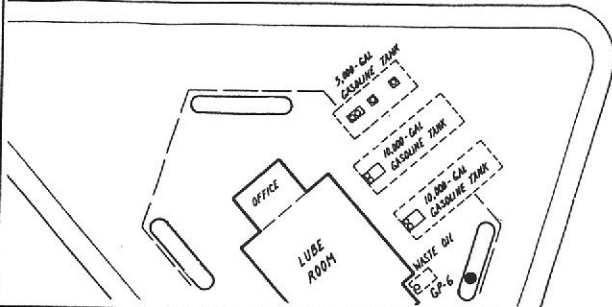 5,000-GAL
GASOLINE TANK
10,000-GAL
GASOLINE TANK
10,000-GAL
GASOLINE TANK
OFFICE
LUBE
ROOM
WASTE OIL
GP-6